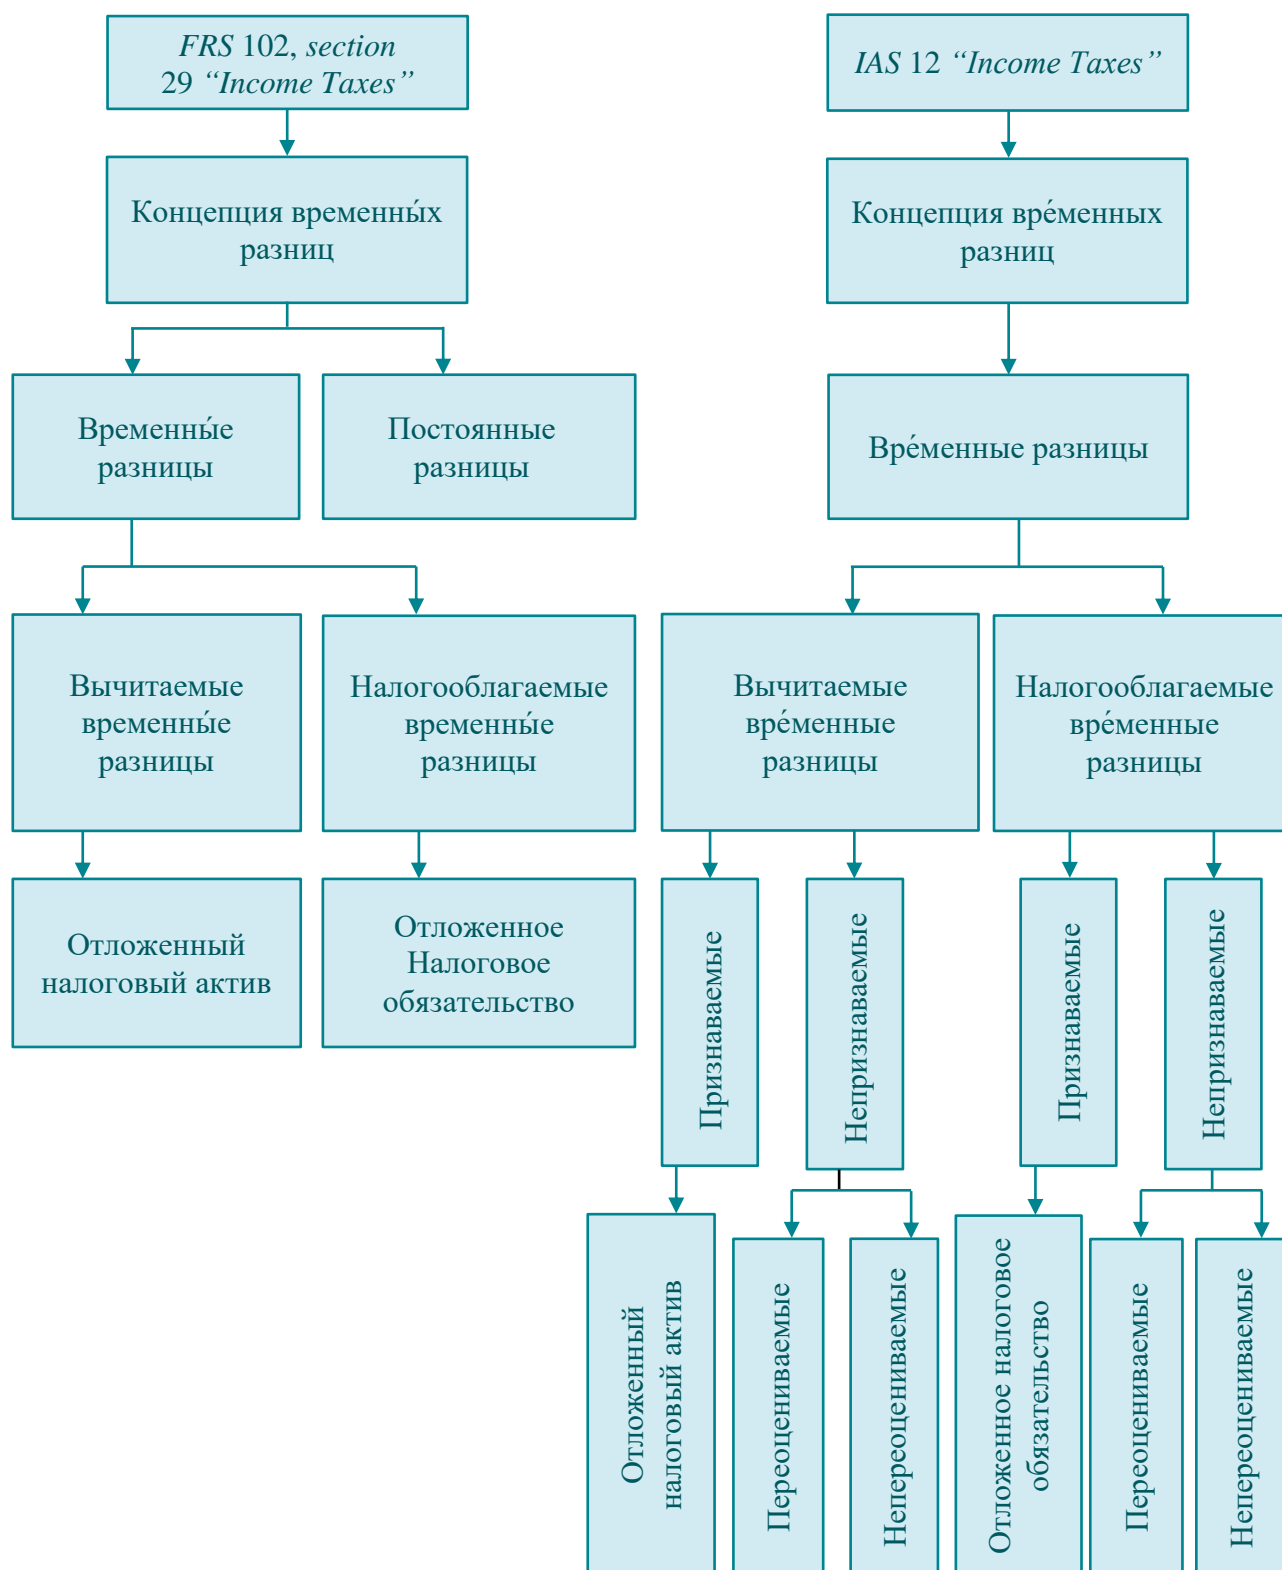 FRS 102, section
29 “Income Taxes”
IAS 12 “Income Taxes”
Концепция временны́х
разниц
Концепция вре́менных
разниц
Временны́е
разницы
Постоянные
разницы
Вре́менные разницы
Вычитаемые
временны́е
разницы
Налогооблагаемые
временны́е
разницы
Вычитаемые
вре́менные
разницы
Налогооблагаемые
вре́менные
разницы
Отложенный
налоговый актив
Отложенное
Налоговое
обязательство
Признаваемые
Непризнаваемые
Признаваемые
Непризнаваемые
Отложенный
налоговый актив
Переоцениваемые
Непереоцениваемые
Отложенное налоговое
обязательство
Переоцениваемые
Непереоцениваемые